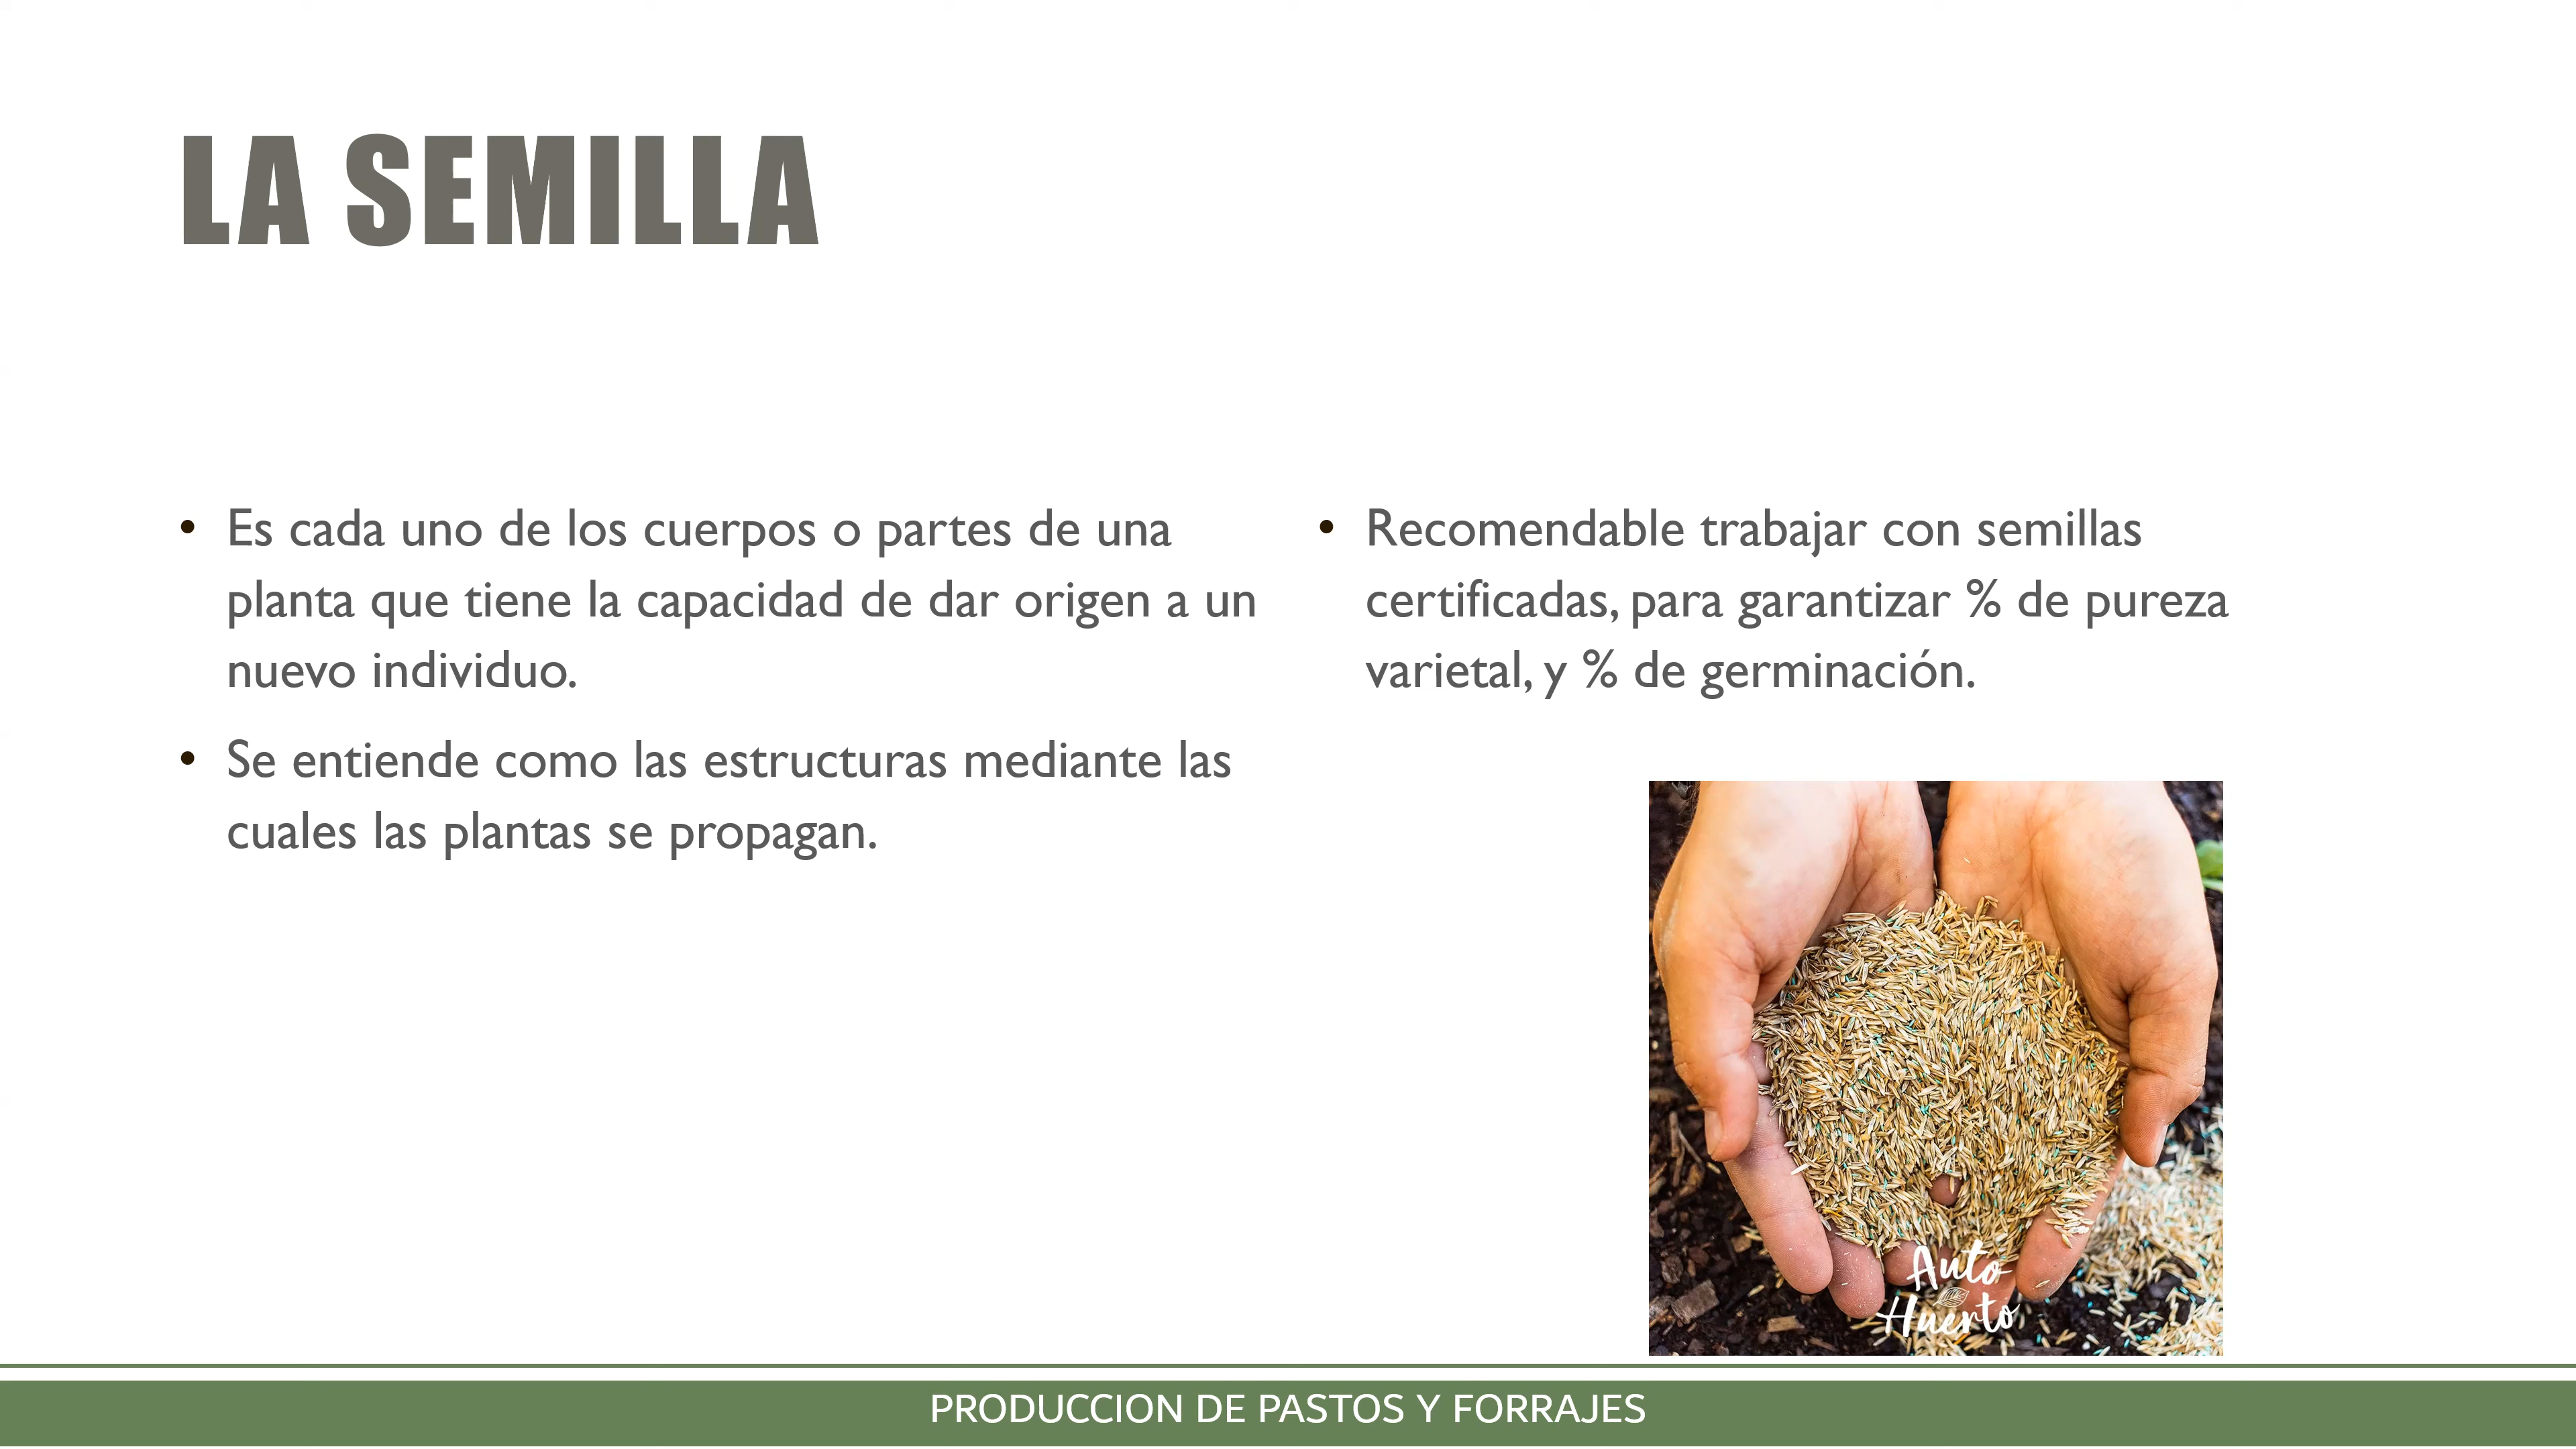 LA SEMILLA
• Es cada uno de los cuerpos o partes de una
planta que tiene la capacidad de dar origen a un
nuevo individuo.
• Se entiende como las estructuras mediante las
cuales las plantas se propagan.
• Recomendable trabajar con semillas
certificadas, para garantizar % de pureza
varietal, y % de germinación.
Auto
Huerto
PRODUCCION DE PASTOS Y FORRAJES